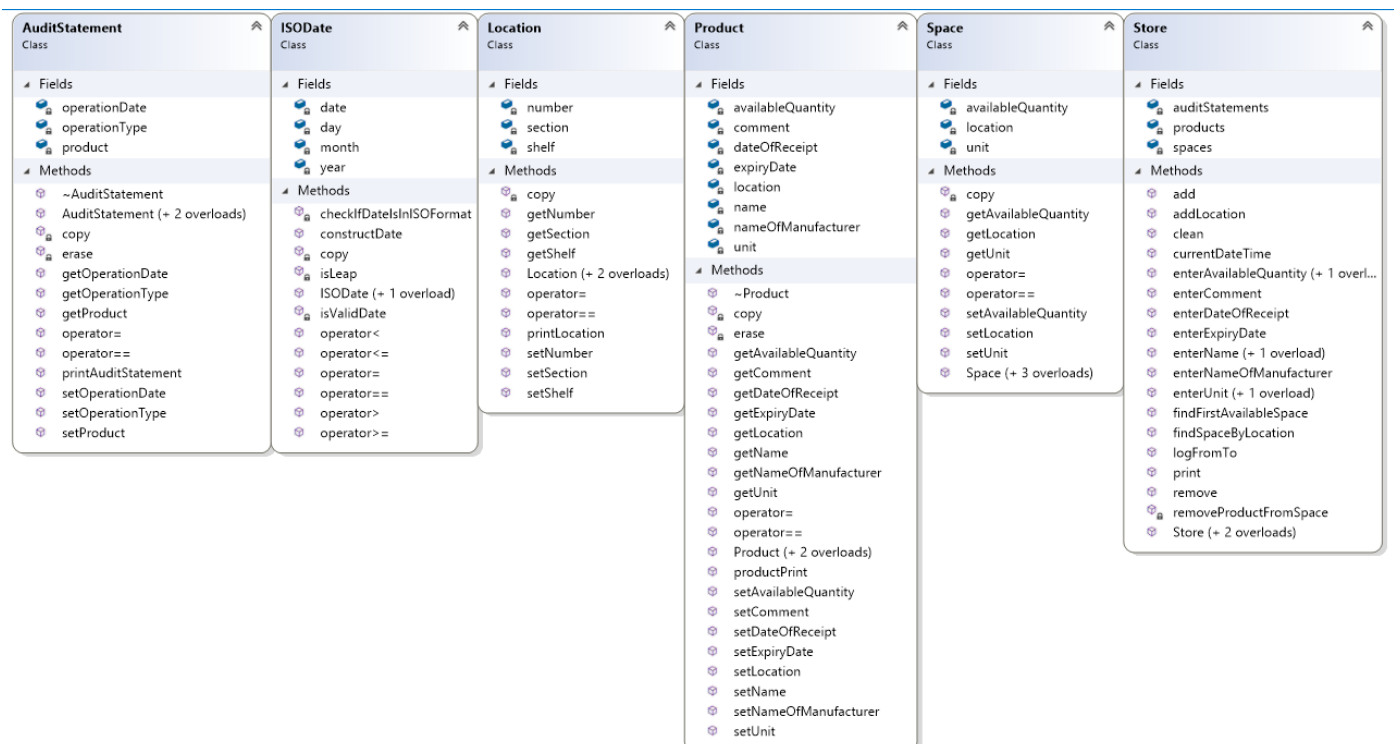 AuditStatement
Class
Fields
operationDate
operationType
product
Methods
~AuditStatement
AuditStatement (+ 2 overloads)
copy
erase
getOperationDate
getOperationType
getProduct
operator=
operator==
printAuditStatement
setOperationDate
setOperationType
setProduct
ISODate
Class
Fields
date
day
month
year
Methods
checkIfDateIsInISOFormat
constructDate
copy
isLeap
ISODate (+ 1 overload)
isValidDate
operator<
operator<=
operator=
operator==
operator>
operator>=
Location
Class
Fields
number
section
shelf
Methods
copy
getNumber
getSection
getShelf
Location (+ 2 overloads)
operator=
operator==
printLocation
setNumber
setSection
setShelf
Product
Class
Fields
availableQuantity
comment
dateOfReceipt
expiryDate
location
name
nameOfManufacturer
unit
Methods
~Product
copy
erase
getAvailableQuantity
getComment
getDateOfReceipt
getExpiryDate
getLocation
getName
getNameOfManufacturer
getUnit
operator=
operator==
Product (+ 2 overloads)
productPrint
setAvailableQuantity
setComment
setDateOfReceipt
setExpiryDate
setLocation
setName
setNameOfManufacturer
setUnit
Space
Class
Fields
availableQuantity
location
unit
Methods
copy
getAvailableQuantity
getLocation
getUnit
operator=
operator==
setAvailableQuantity
setLocation
setUnit
Space (+ 3 overloads)
Store
Class
Fields
auditStatements
products
spaces
Methods
add
addLocation
clean
currentDateTime
enterAvailableQuantity (+ 1 overl...
enterComment
enterDateOfReceipt
enterExpiryDate
enterName (+ 1 overload)
enterNameOfManufacturer
enterUnit (+ 1 overload)
findFirstAvailableSpace
findSpaceByLocation
logFromTo
print
remove
removeProductFromSpace
Store (+ 2 overloads)